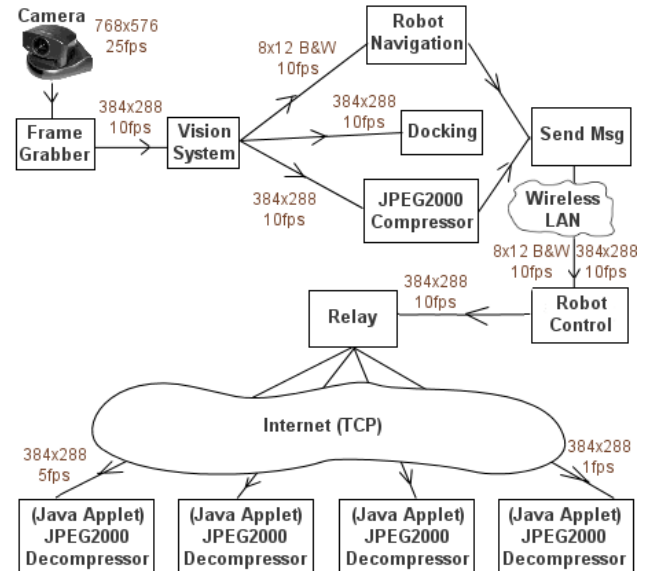 Camera
768x576
25fps
384x288
10fps
Frame
Grabber
Vision
System
8x12 B&W
10fps
Robot
Navigation
384x288
10fps
Docking
384x288
10fps
JPEG2000
Compressor
Send Msg
Wireless
LAN
8x12 B&W
10fps
384x288
10fps
Robot
Control
384x288
10fps
Relay
Internet (TCP)
384x288
5fps
384x288
1fps
(Java Applet)
JPEG2000
Decompressor
(Java Applet)
JPEG2000
Decompressor
(Java Applet)
JPEG2000
Decompressor
(Java Applet)
JPEG2000
Decompressor